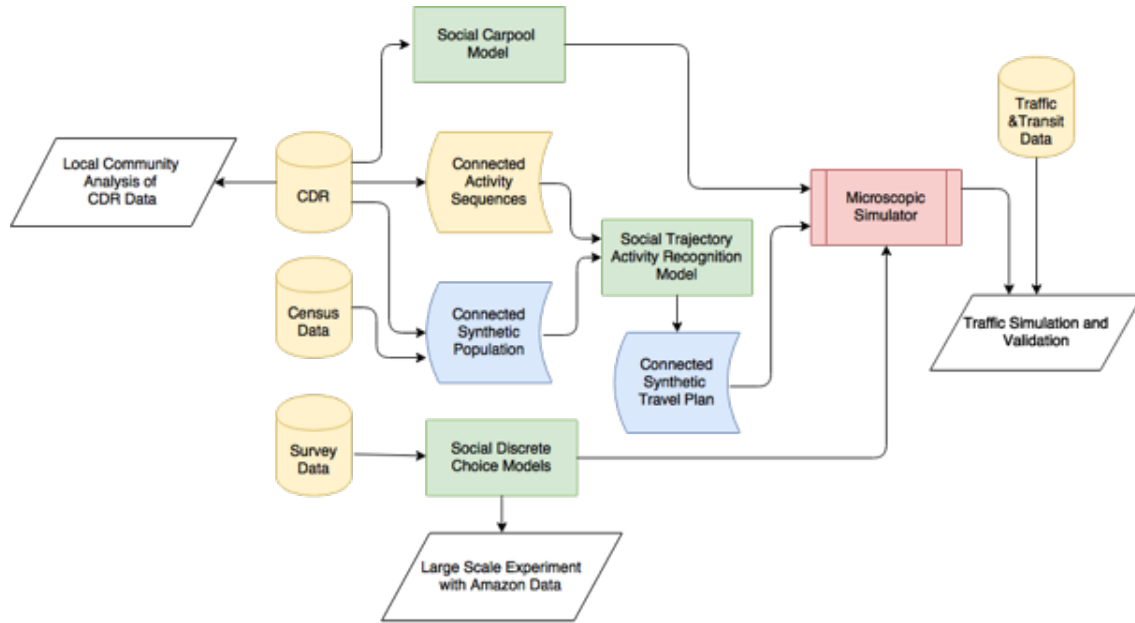 Social Carpool
Model
Traffic
&Transit
Data
Local Community
Analysis of
CDR Data
CDR
Connected
Activity
Sequences
Microscopic
Simulator
Social Trajectory
Activity Recognition
Model
Census
Data
Connected
Synthetic
Population
Traffic Simulation and
Validation
Connected
Synthetic
Travel Plan
Survey
Data
Social Discrete
Choice Models
Large Scale Experiment
with Amazon Data